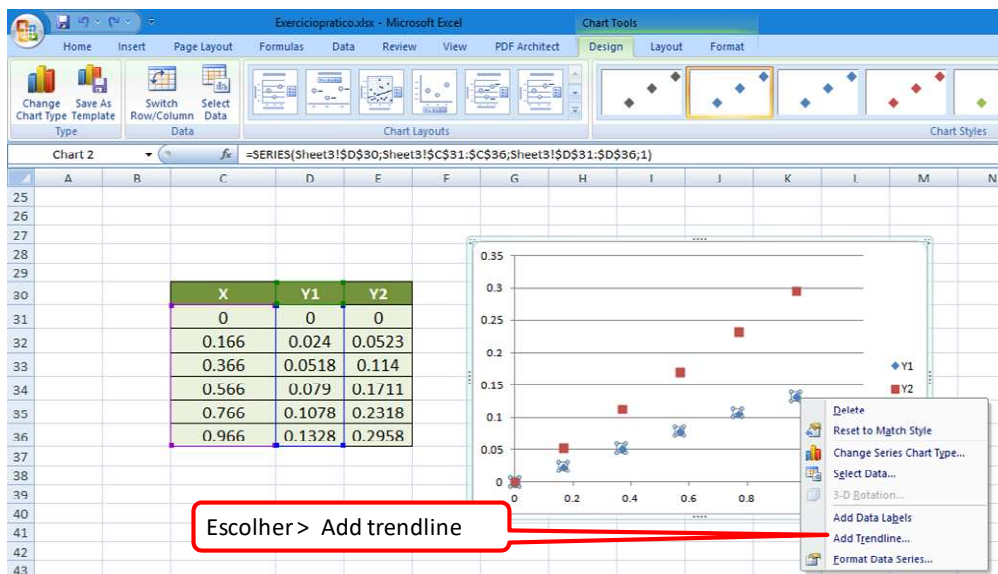 Exerciciopratico.xlsx - Microsoft Excel
Chart Tools
Home Insert Page Layout Formulas Data Review View PDF Architect Design Layout Format
Change Chart Type
Save As Template
Switch Row/Column
Select Data
Type
Data
Chart Layouts
Chart Styles
Chart 2
fx
=SERIES(Sheet3!$D$30;Sheet3!$C$31:$C$36;Sheet3!$D$31:$D$36;1)
A B C D E F G H I J K L M N
25
26
27
28
29
30 X Y1 Y2
31 0 0 0
32 0.166 0.024 0.0523
33 0.366 0.0518 0.114
34 0.566 0.079 0.1711
35 0.766 0.1078 0.2318
36 0.966 0.1328 0.2958
37
38
39
40
41
42
43
0.35
0.3
0.25
0.2
0.15
0.1
0.05
0
0 0.2 0.4 0.6 0.8
Y1
Y2
Delete
Reset to Match Style
Change Series Chart Type...
Select Data...
3-D Rotation...
Add Data Labels
Add Trendline...
Format Data Series...
Escolher > Add trendline